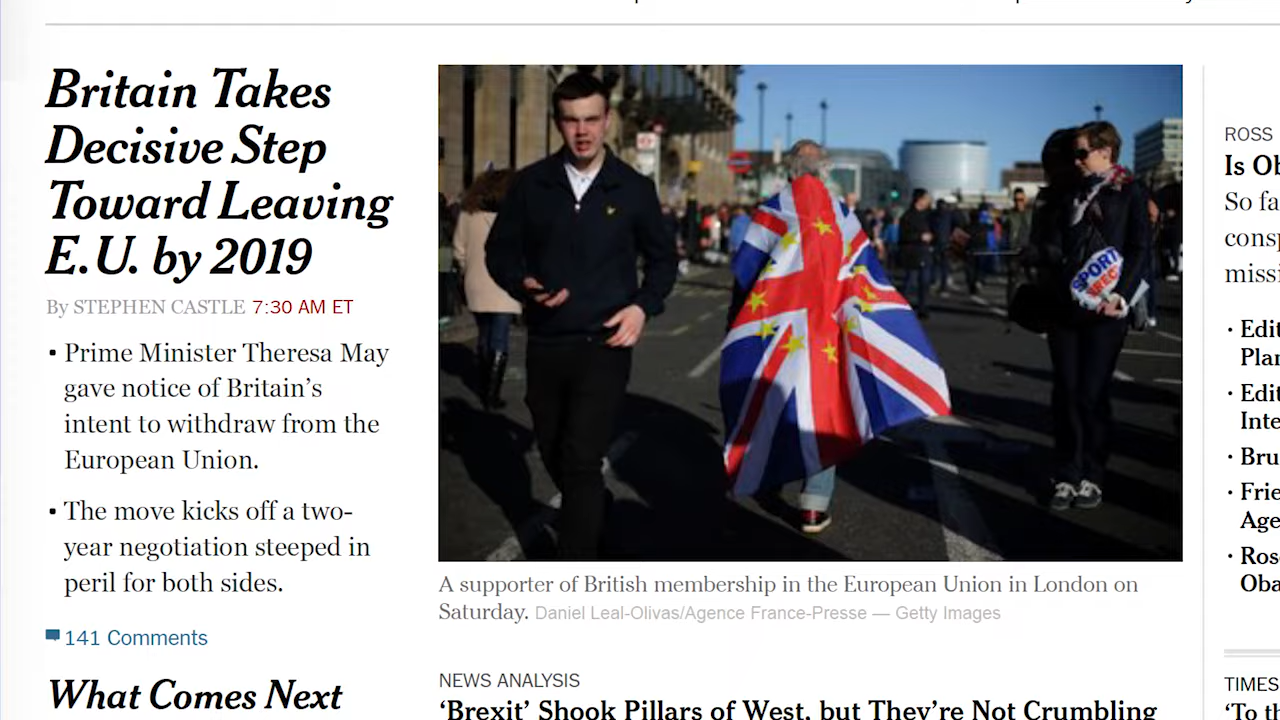 Britain Takes
Decisive Step
Toward Leaving
E.U. by 2019
By STEPHEN CASTLE 7:30 AM ET
• Prime Minister Theresa May
gave notice of Britain’s
intent to withdraw from the
European Union.
• The move kicks off a two-
year negotiation steeped in
peril for both sides.
141 Comments
What Comes Next
SPORT
A supporter of British membership in the European Union in London on
Saturday. Daniel Leal-Olivas/Agence France-Presse — Getty Images
NEWS ANALYSIS
‘Brexit’ Shook Pillars of West, but They’re Not Crumbling
ROSS
Is
So
TIMES
‘To